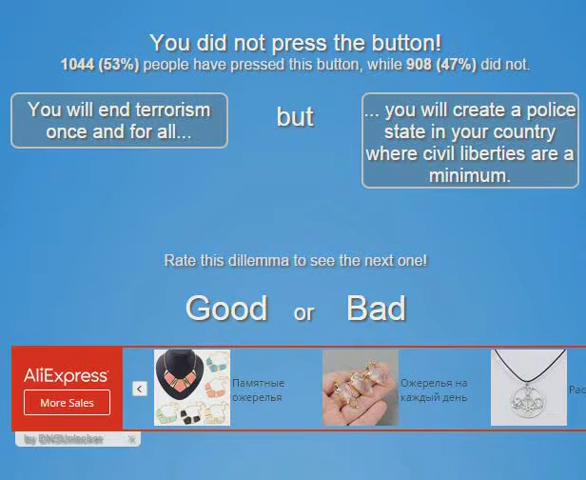 You did not press the button!
1044 (53%) people have pressed this button, while 908 (47%) did not.
You will end terrorism
once and for all...
but
... you will create a police
state in your country
where civil liberties are a
minimum.
Rate this dillemma to see the next one!
Good or Bad
AliExpress
More Sales
Памятные
ожерелья
Ожерелья на
каждый день
Рас
by DNSUnlocker